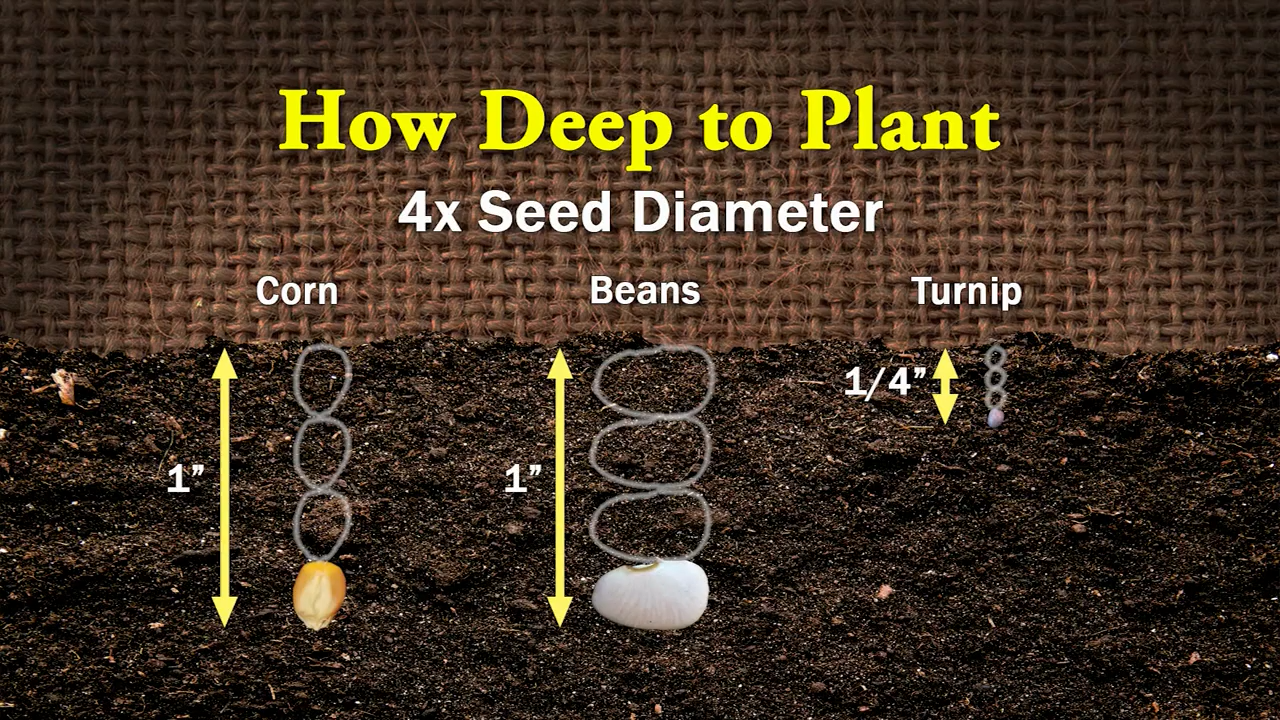 How Deep to Plant
4x Seed Diameter
Corn
Beans
Turnip
1/4”
1”
1”